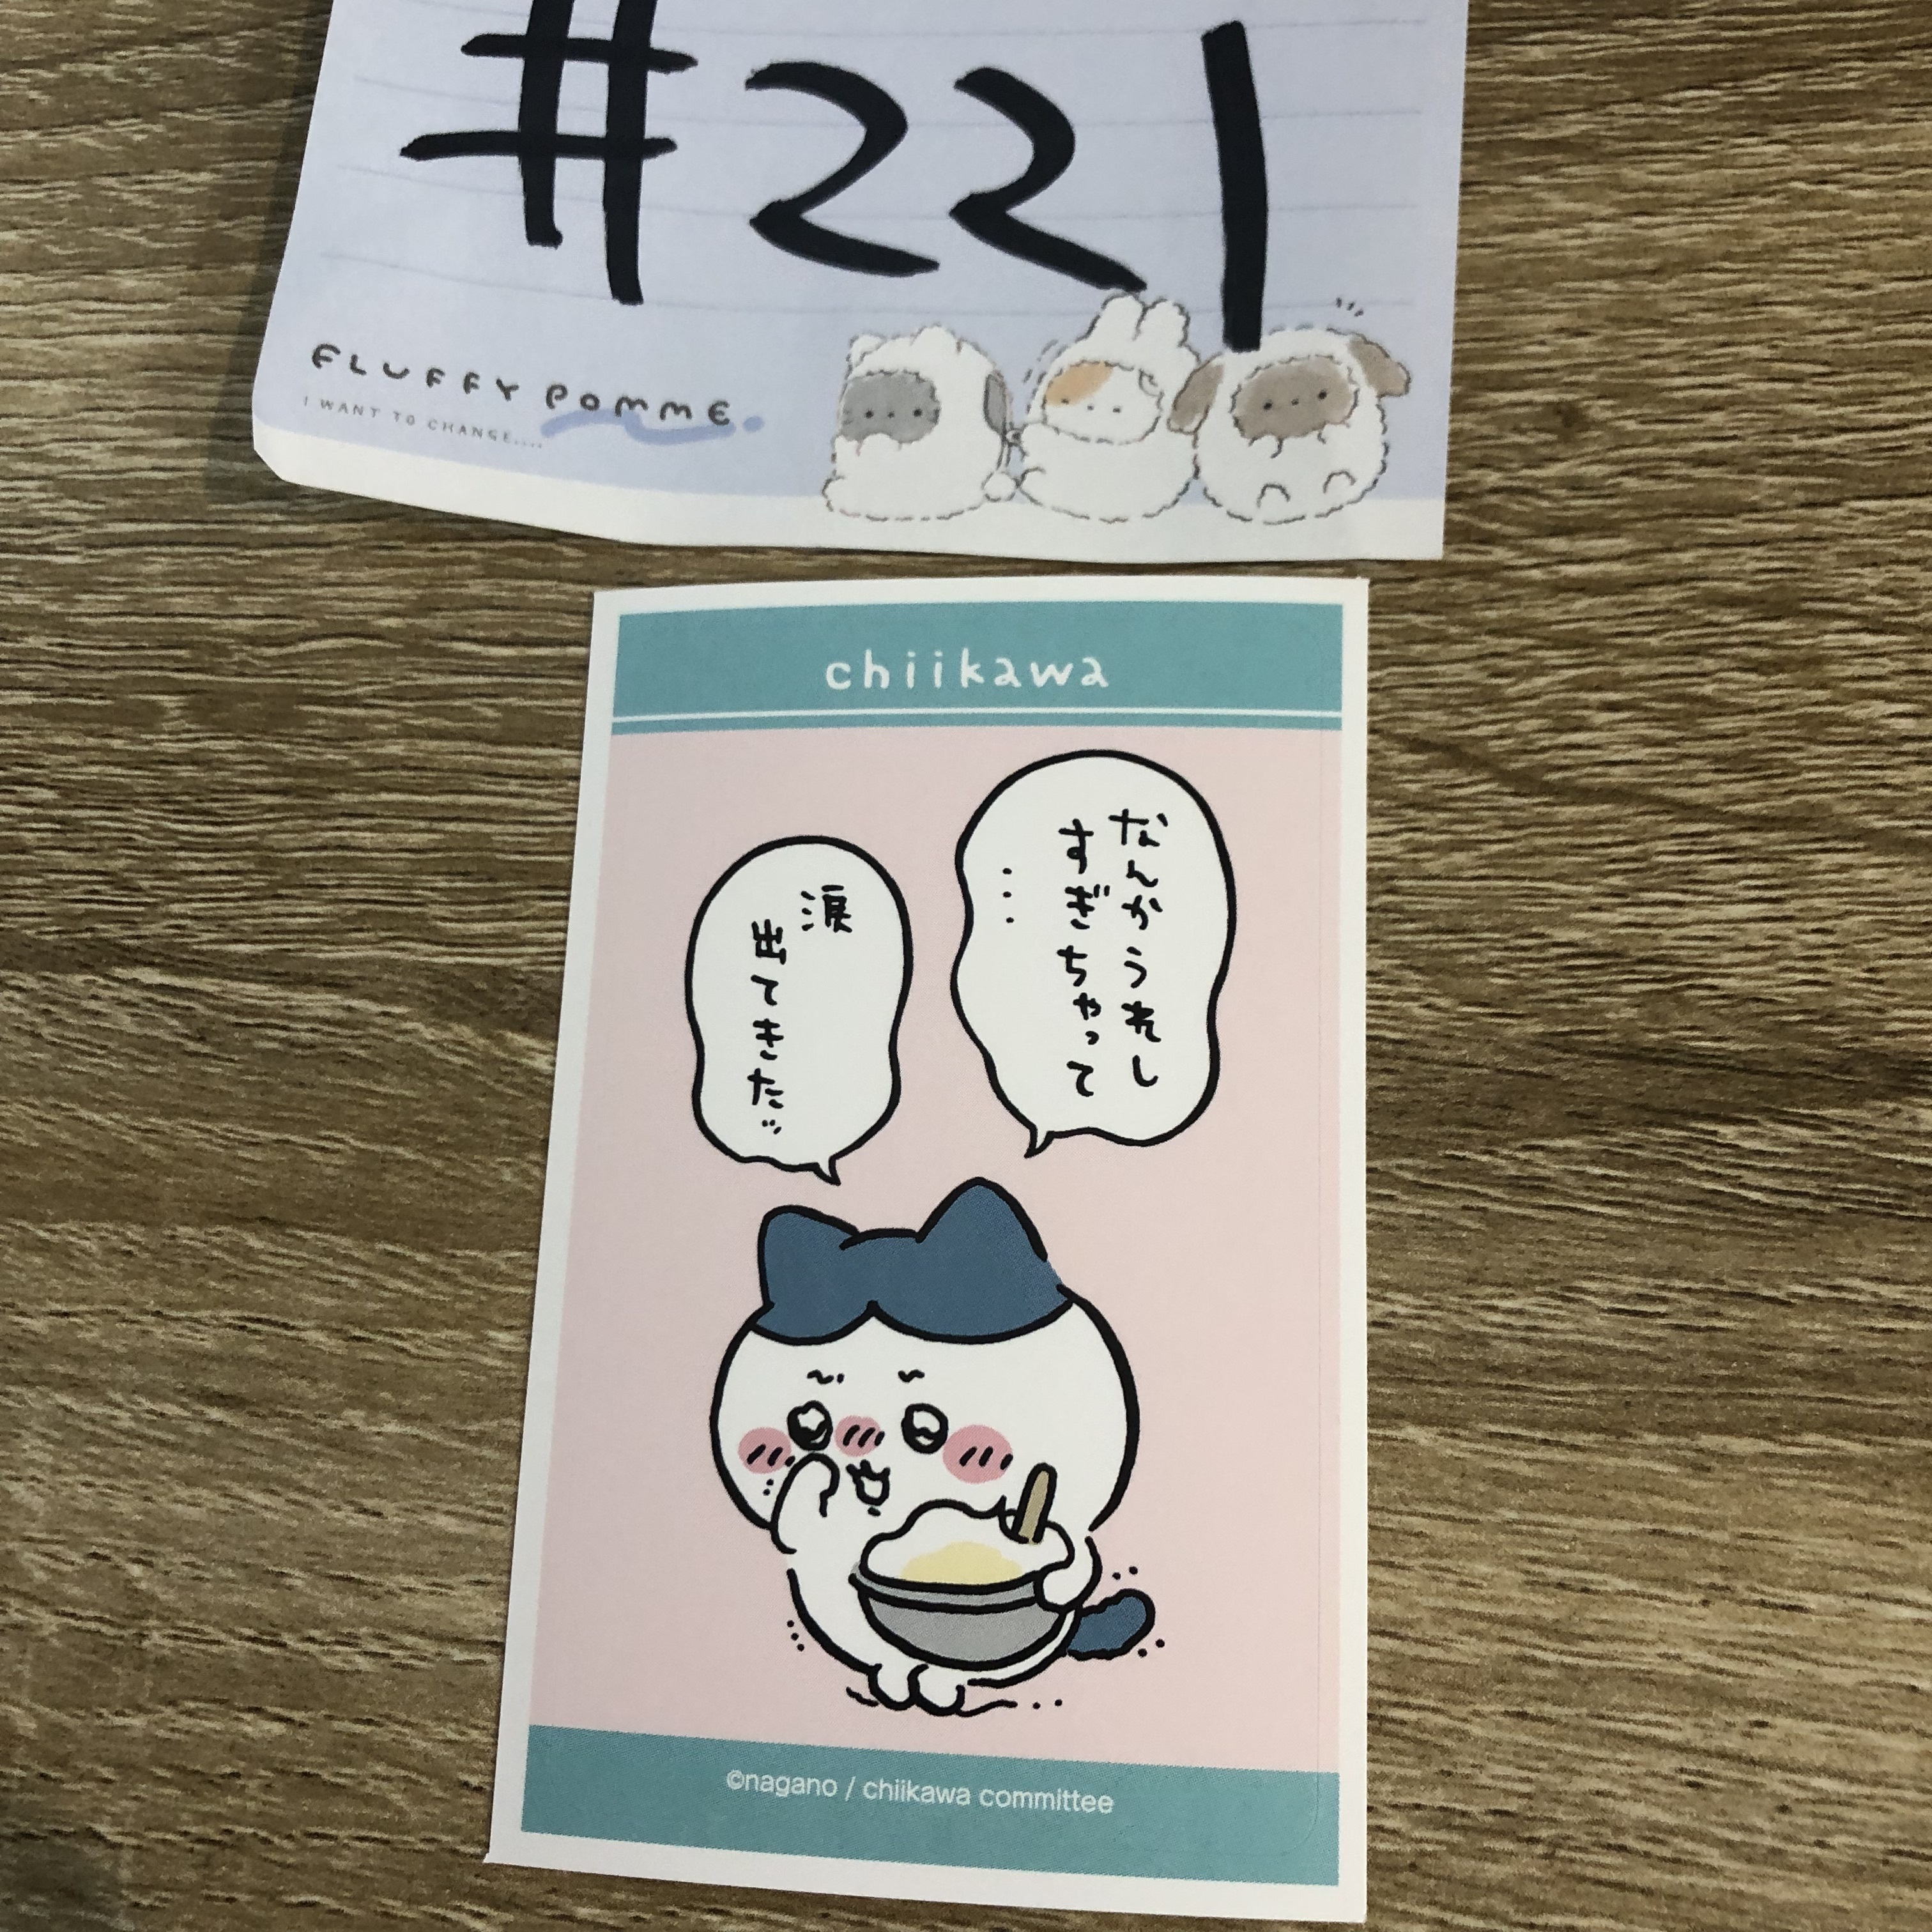 #221
FLUFFY POMME.
I WANT TO CHANGE....
chiikawa
なんかうれし
すぎちゃって
…
涙
出てきたッ
©nagano / chiikawa committee